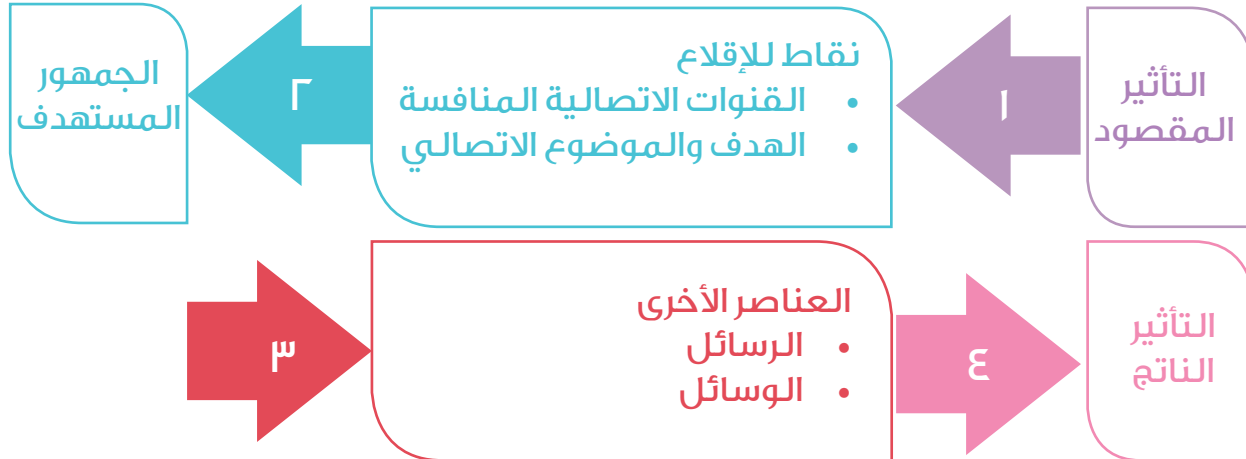 التأثير
المقصود
١
نقاط للإقلاع
• القنوات الاتصالية المنافسة
• الهدف والموضوع الاتصالي
٢
الجمهور
المستهدف
٣
العناصر الأخرى
• الرسائل
• الوسائل
٤
التأثير
الناتج